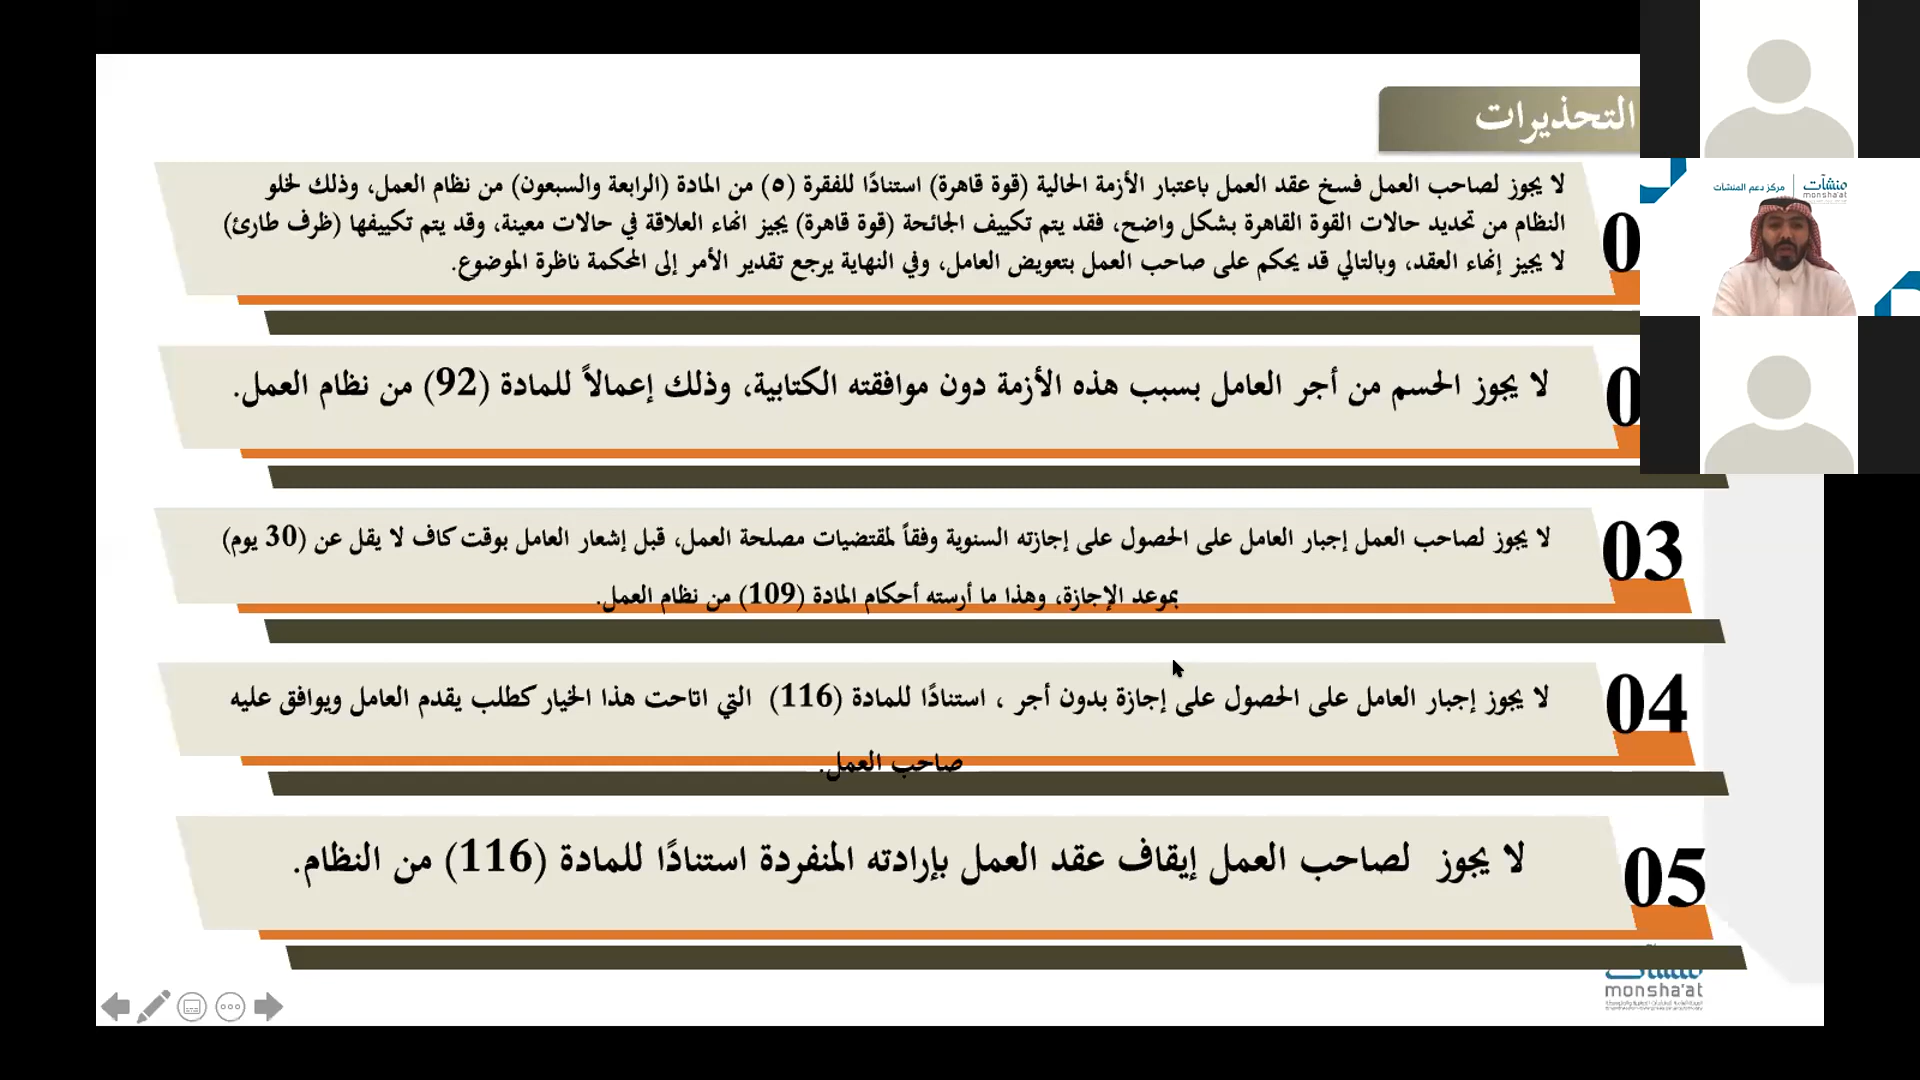 التحذيرات
لا يجوز لصاحب العمل فسخ عقد العمل باعتبار الأزمة الحالية (قوة قاهرة) استنادًا للفقرة (٥) من المادة (الرابعة والسبعون) من نظام العمل، وذلك لخلو
النظام من تحديد حالات القوة القاهرة بشكل واضح، فقد يتم تكييف الجائحة (قوة قاهرة) يجيز انهاء العلاقة في حالات معينة، وقد يتم تكييفها (ظرف طارئ)
لا يجيز إنهاء العقد، وبالتالي قد يحكم على صاحب العمل بتعويض العامل، وفي النهاية يرجع تقدير الأمر إلى المحكمة ناظرة الموضوع.
0
لا يجوز الحسم من أجر العامل بسبب هذه الأزمة دون موافقته الكتابية، وذلك إعمالاً للمادة (92) من نظام العمل.
0
03
لا يجوز لصاحب العمل إجبار العامل على الحصول على إجازته السنوية وفقاً لمقتضيات مصلحة العمل، قبل إشعار العامل بوقت كاف لا يقل عن (30 يوم)
بموعد الإجازة، وهذا ما أرسته أحكام المادة (109) من نظام العمل.
04
لا يجوز إجبار العامل على الحصول على إجازة بدون أجر ، استنادًا للمادة (116) التي اتاحت هذا الخيار كطلب يقدم العامل ويوافق عليه
صاحب العمل.
05
لا يجوز لصاحب العمل إيقاف عقد العمل بإرادته المنفردة استنادًا للمادة (116) من النظام.
منشآت
monsha'at
مركز دعم المنشآت
monsha'at